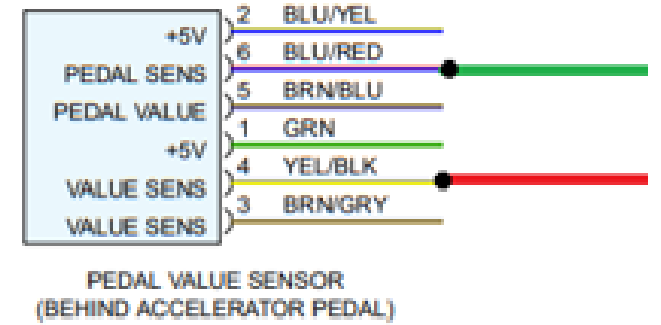 +5V 2 BLU/YEL
PEDAL SENS 6 BLU/RED
PEDAL VALUE 5 BRN/BLU
+5V 1 GRN
VALUE SENS 4 YEL/BLK
VALUE SENS 3 BRN/GRY
PEDAL VALUE SENSOR
(BEHIND ACCELERATOR PEDAL)